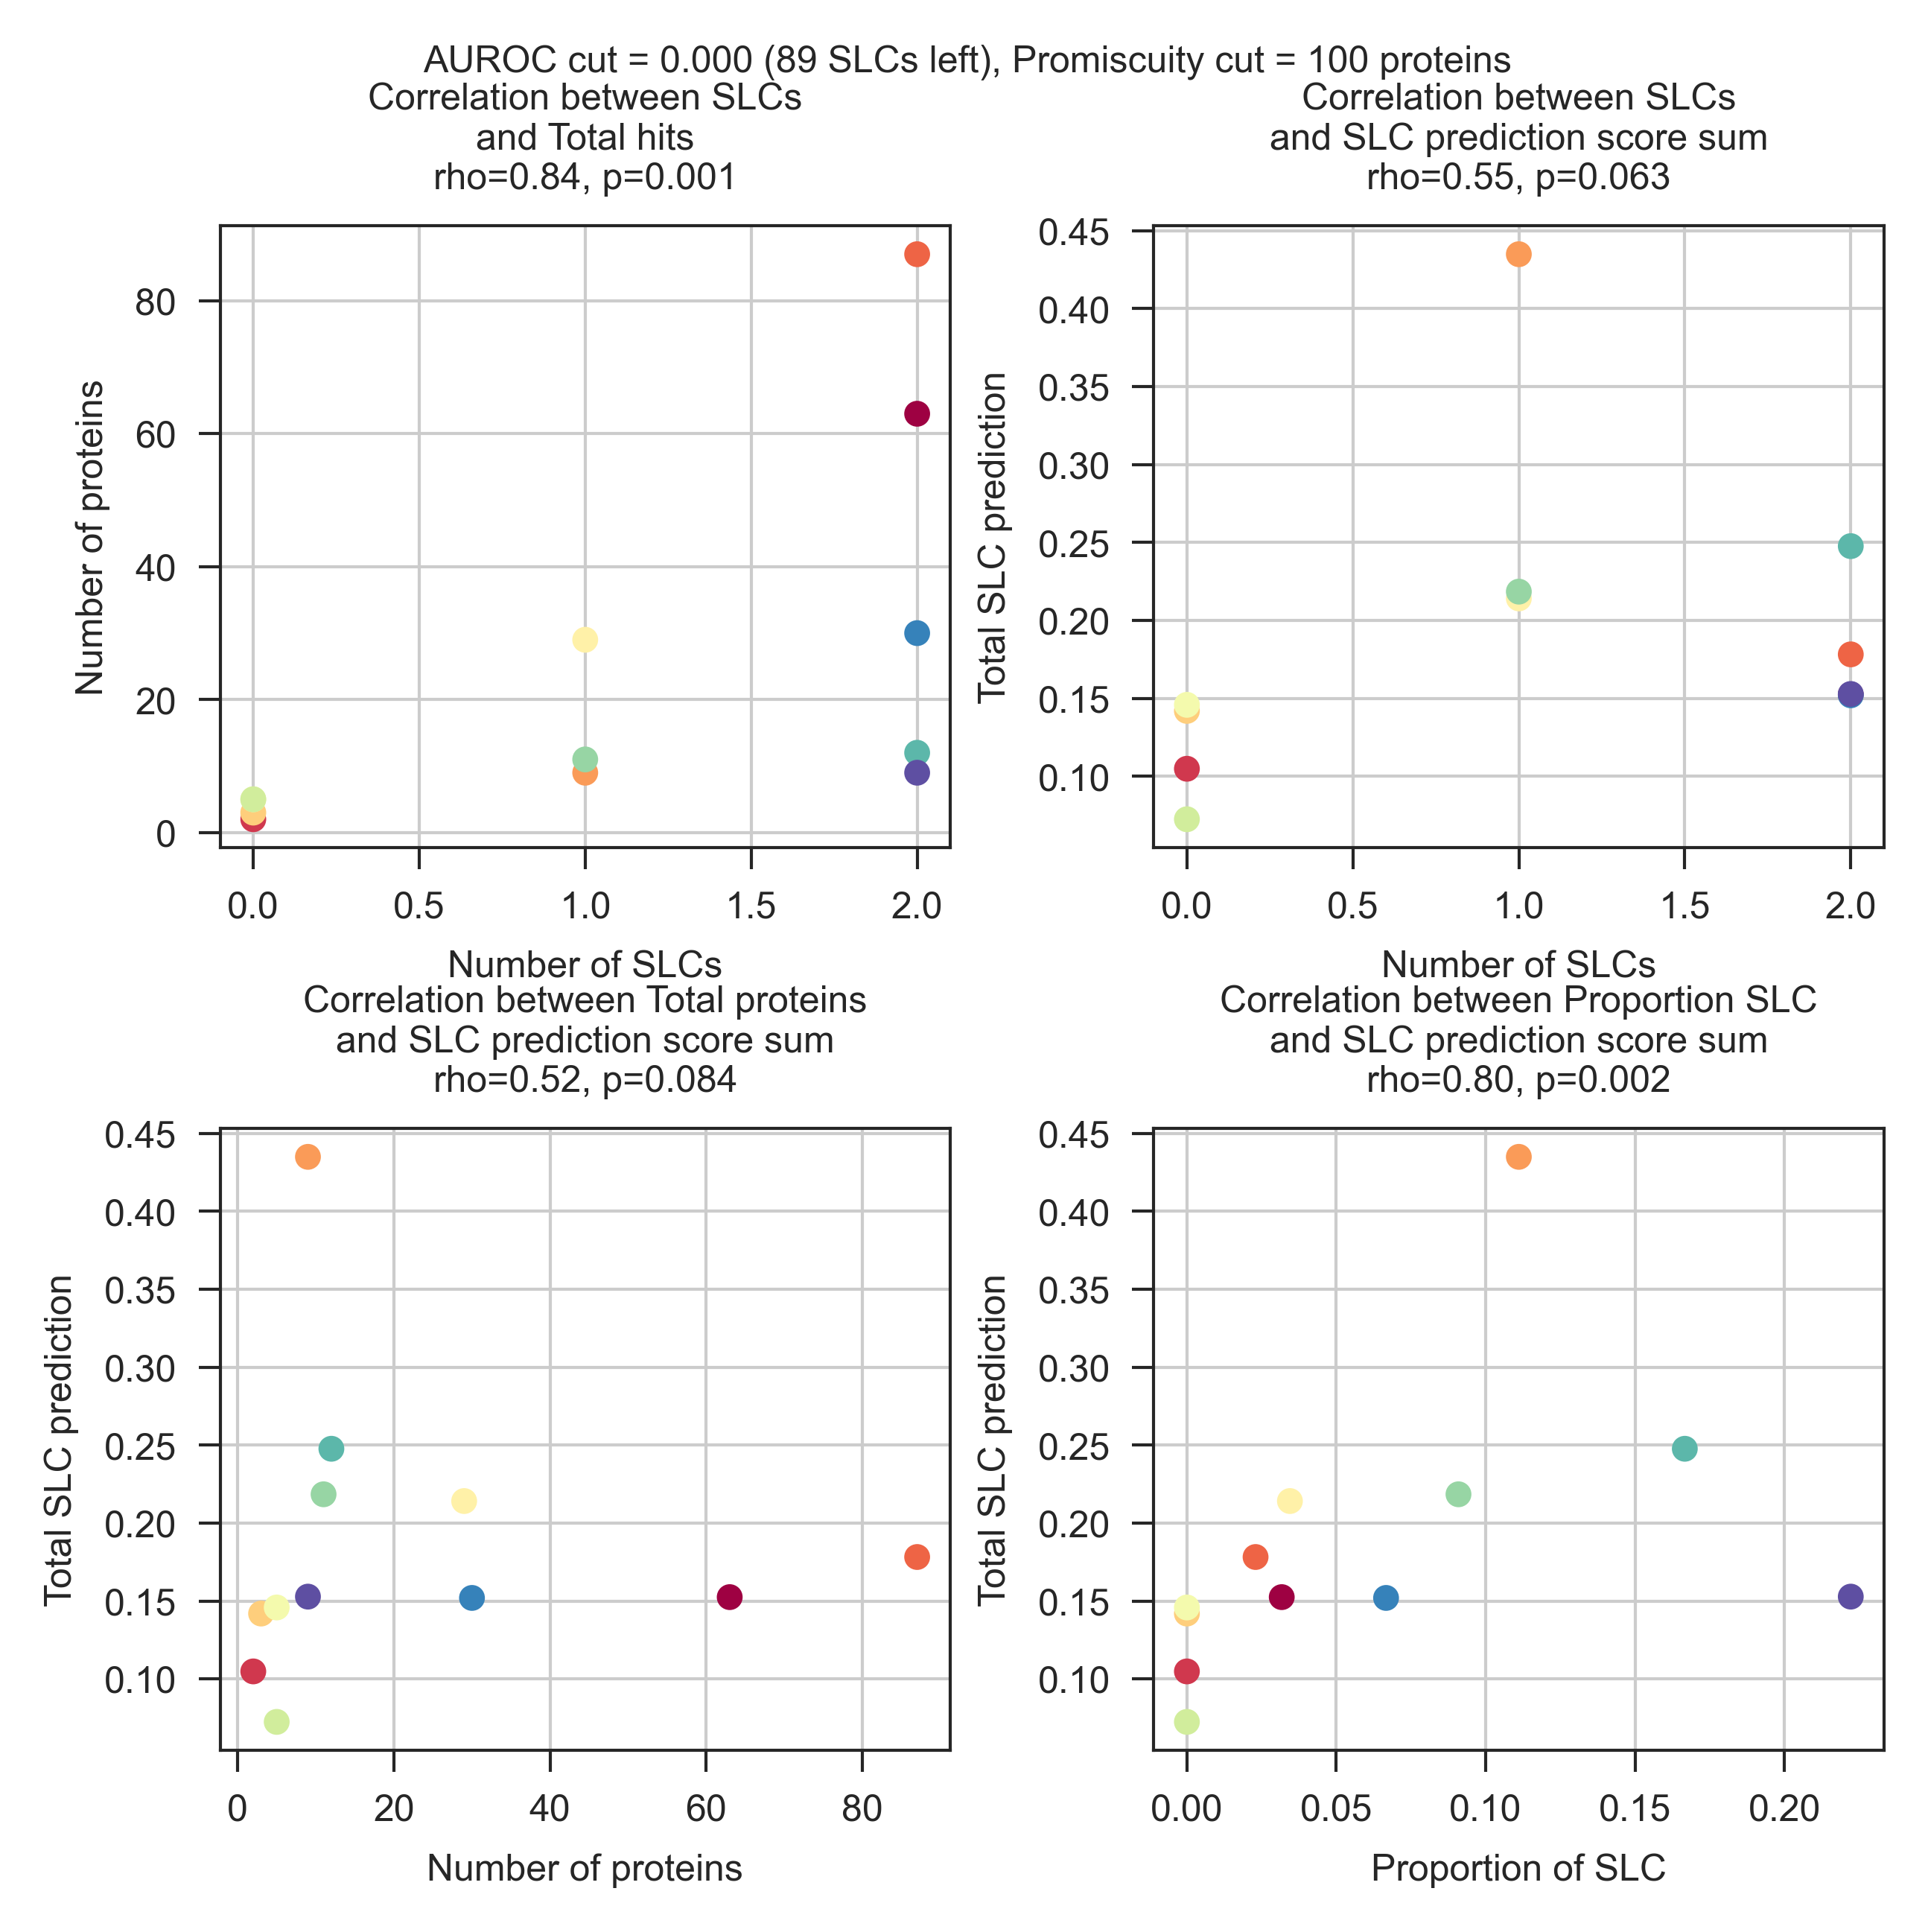 AUROC cut = 0.000 (89 SLCs left), Promiscuity cut = 100 proteins
Correlation between SLCs
and Total hits
rho=0.84, p=0.001
80
60
40
20
0
Number of proteins
0.0 0.5 1.0 1.5 2.0
Number of SLCs
Correlation between SLCs
and SLC prediction score sum
rho=0.55, p=0.063
0.45
0.40
0.35
0.30
0.25
0.20
0.15
0.10
Total SLC prediction
0.0 0.5 1.0 1.5 2.0
Number of SLCs
Correlation between Total proteins
and SLC prediction score sum
rho=0.52, p=0.084
0.45
0.40
0.35
0.30
0.25
0.20
0.15
0.10
Total SLC prediction
0 20 40 60 80
Number of proteins
Correlation between Proportion SLC
and SLC prediction score sum
rho=0.80, p=0.002
0.45
0.40
0.35
0.30
0.25
0.20
0.15
0.10
Total SLC prediction
0.00 0.05 0.10 0.15 0.20
Proportion of SLC